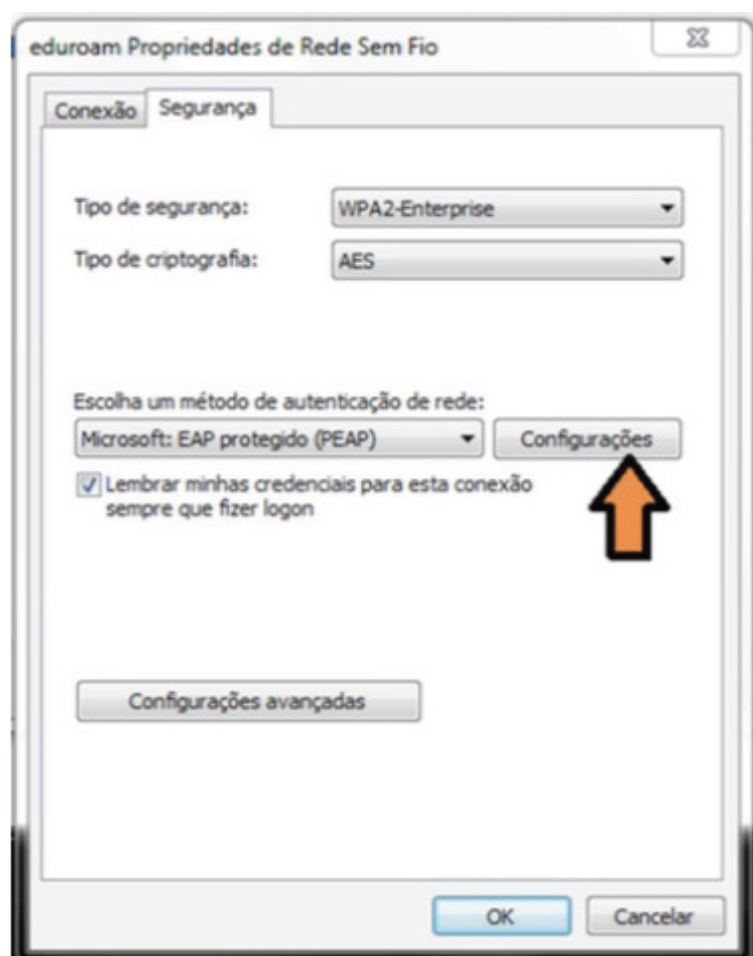 eduroam Propriedades de Rede Sem Fio
Conexão Segurança
Tipo de segurança: WPA2-Enterprise
Tipo de criptografia: AES
Escolha um método de autenticação de rede:
Microsoft: EAP protegido (PEAP) Configurações
Lembrar minhas credenciais para esta conexão
sempre que fizer logon
Configurações avançadas
OK Cancelar